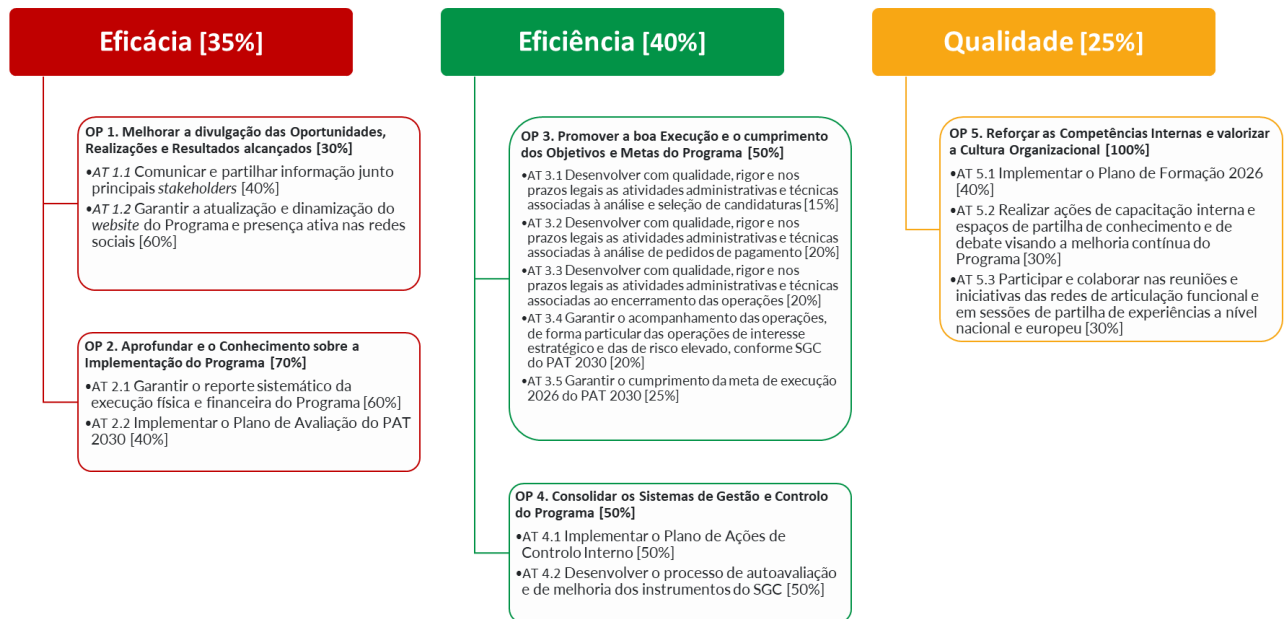 Eficácia [35%]
OP 1. Melhorar a divulgação das Oportunidades,
Realizações e Resultados alcançados [30%]
•AT 1.1 Comunicar e partilhar informação junto
principais stakeholders [40%]
•AT 1.2 Garantir a atualização e dinamização do
website do Programa e presença ativa nas redes
sociais [60%]
OP 2. Aprofundar e o Conhecimento sobre a
Implementação do Programa [70%]
•AT 2.1 Garantir o reporte sistemático da
execução física e financeira do Programa [60%]
•AT 2.2 Implementar o Plano de Avaliação do PAT
2030 [40%]
Eficiência [40%]
OP 3. Promover a boa Execução e o cumprimento
dos Objetivos e Metas do Programa [50%]
•AT 3.1 Desenvolver com qualidade, rigor e nos
prazos legais as atividades administrativas e técnicas
associadas à análise e seleção de candidaturas [15%]
•AT 3.2 Desenvolver com qualidade, rigor e nos
prazos legais as atividades administrativas e técnicas
associadas à análise de pedidos de pagamento [20%]
•AT 3.3 Desenvolver com qualidade, rigor e nos
prazos legais as atividades administrativas e técnicas
associadas ao encerramento das operações [20%]
•AT 3.4 Garantir o acompanhamento das operações,
de forma particular das operações de interesse
estratégico e das de risco elevado, conforme SGC
do PAT 2030 [20%]
•AT 3.5 Garantir o cumprimento da meta de execução
2026 do PAT 2030 [25%]
OP 4. Consolidar os Sistemas de Gestão e Controlo
do Programa [50%]
•AT 4.1 Implementar o Plano de Ações de
Controlo Interno [50%]
•AT 4.2 Desenvolver o processo de autoavaliação
e de melhoria dos instrumentos do SGC [50%]
Qualidade [25%]
OP 5. Reforçar as Competências Internas e valorizar
a Cultura Organizacional [100%]
•AT 5.1 Implementar o Plano de Formação 2026
[40%]
•AT 5.2 Realizar ações de capacitação interna e
espaços de partilha de conhecimento e de
debate visando a melhoria contínua do
Programa [30%]
•AT 5.3 Participar e colaborar nas reuniões e
iniciativas das redes de articulação funcional e
em sessões de partilha de experiências a nível
nacional e europeu [30%]